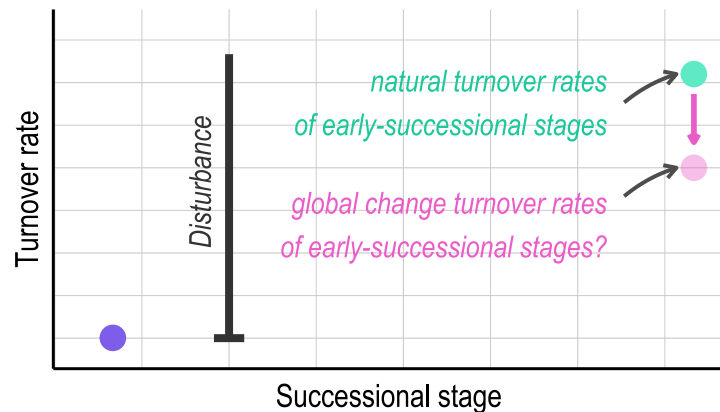 Turnover rate
Disturbance
natural turnover rates
of early-successional stages
global change turnover rates
of early-successional stages?
Successional stage